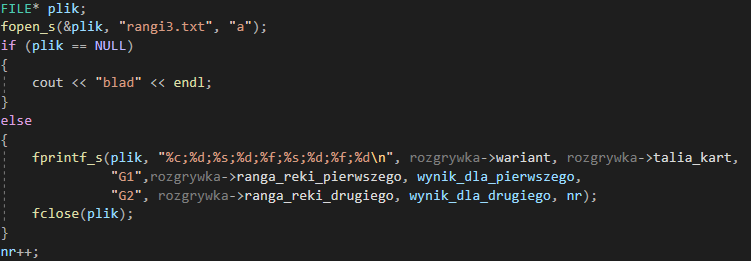 FILE* plik;
fopen_s(&plik, "rangi3.txt", "a");
if (plik == NULL)
{
cout << "blad" << endl;
}
else
{
fprintf_s(plik, "%c;%d;%s;%d;%f;%s;%d;%f;%d\n", rozgrywka->wariant, rozgrywka->talia_kart,
"G1",rozgrywka->ranga_reki_pierwszego, wynik_dla_pierwszego,
"G2", rozgrywka->ranga_reki_drugiego, wynik_dla_drugiego, nr);
fclose(plik);
}
nr++;